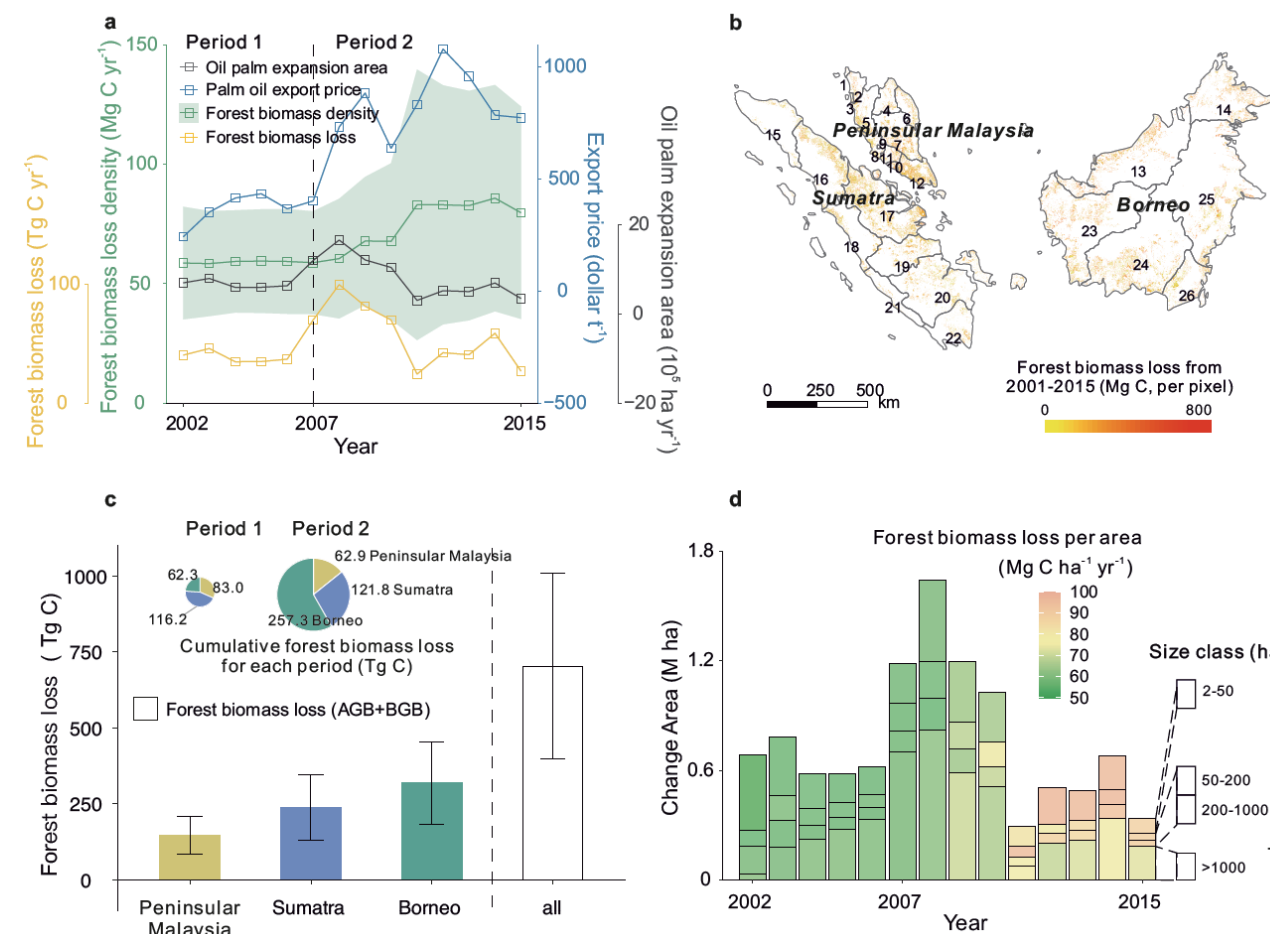 a
Period 1
Period 2
Oil palm expansion area
Palm oil export price
Forest biomass density
Forest biomass loss
Forest biomass loss (Tg C yr⁻¹)
100
0
Forest biomass loss density (Mg C yr⁻¹)
150
100
50
0
1000
500
0
−500
Export price (dollar t⁻¹)
20
0
−20
Oil palm expansion area (10⁵ ha yr⁻¹)
2002
2007
2015
Year
b
1
2
3
4
5
6
Peninsular Malaysia
9
7
8
11
10
12
15
16
Sumatra
17
18
19
20
21
22
14
13
Borneo
25
23
24
26
0
250
500
km
Forest biomass loss from
2001-2015 (Mg C, per pixel)
0
800
c
Period 1
Period 2
62.3
83.0
116.2
62.9 Peninsular Malaysia
121.8 Sumatra
257.3 Borneo
Cumulative forest biomass loss
for each period (Tg C)
Forest biomass loss (AGB+BGB)
Forest biomass loss ( Tg C)
1000
750
500
250
0
Peninsular
Malaysia
Sumatra
Borneo
all
d
Forest biomass loss per area
(Mg C ha⁻¹ yr⁻¹)
100
90
80
70
60
50
Change Area (M ha)
1.8
1.2
0.6
0
2002
2007
2015
Year
Size class (ha
2-50
50-200
200-1000
>1000